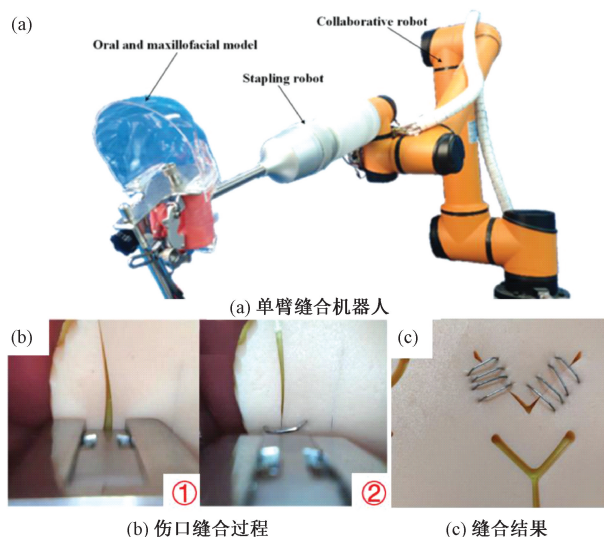 (a)
Collaborative robot
Oral and maxillofacial model
Stapling robot
(a) 单臂缝合机器人
(b)
(c)
①
②
(b) 伤口缝合过程
(c) 缝合结果